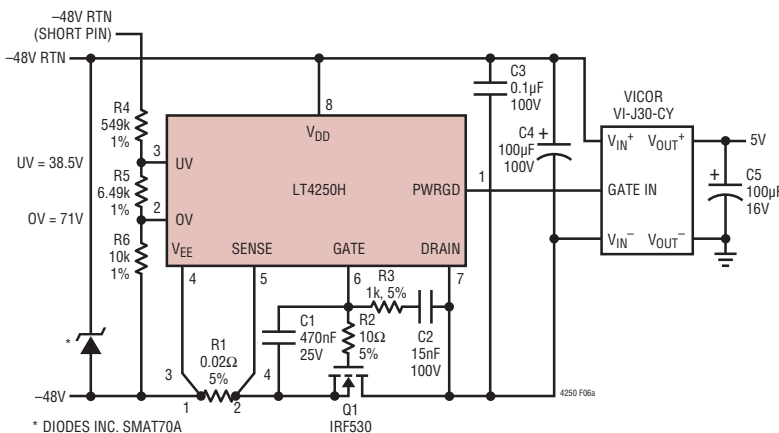 –48V RTN
(SHORT PIN)
–48V RTN
R4
549k
1%
UV = 38.5V
R5
6.49k
1%
OV = 71V
R6
10k
1%
*
–48V
* DIODES INC. SMAT70A
8
VDD
3
UV
LT4250H
PWRGD
1
2
OV
VEE
SENSE
GATE
DRAIN
4
5
6
7
R3
1k, 5%
C1
470nF
25V
R2
10Ω
5%
C2
15nF
100V
R1
0.02Ω
5%
3
4
1
2
Q1
IRF530
4250 F06a
C3
0.1µF
100V
C4
100µF
100V
+
VICOR
VI-J30-CY
VIN+
VOUT+
5V
GATE IN
VIN–
VOUT–
+
C5
100µF
16V